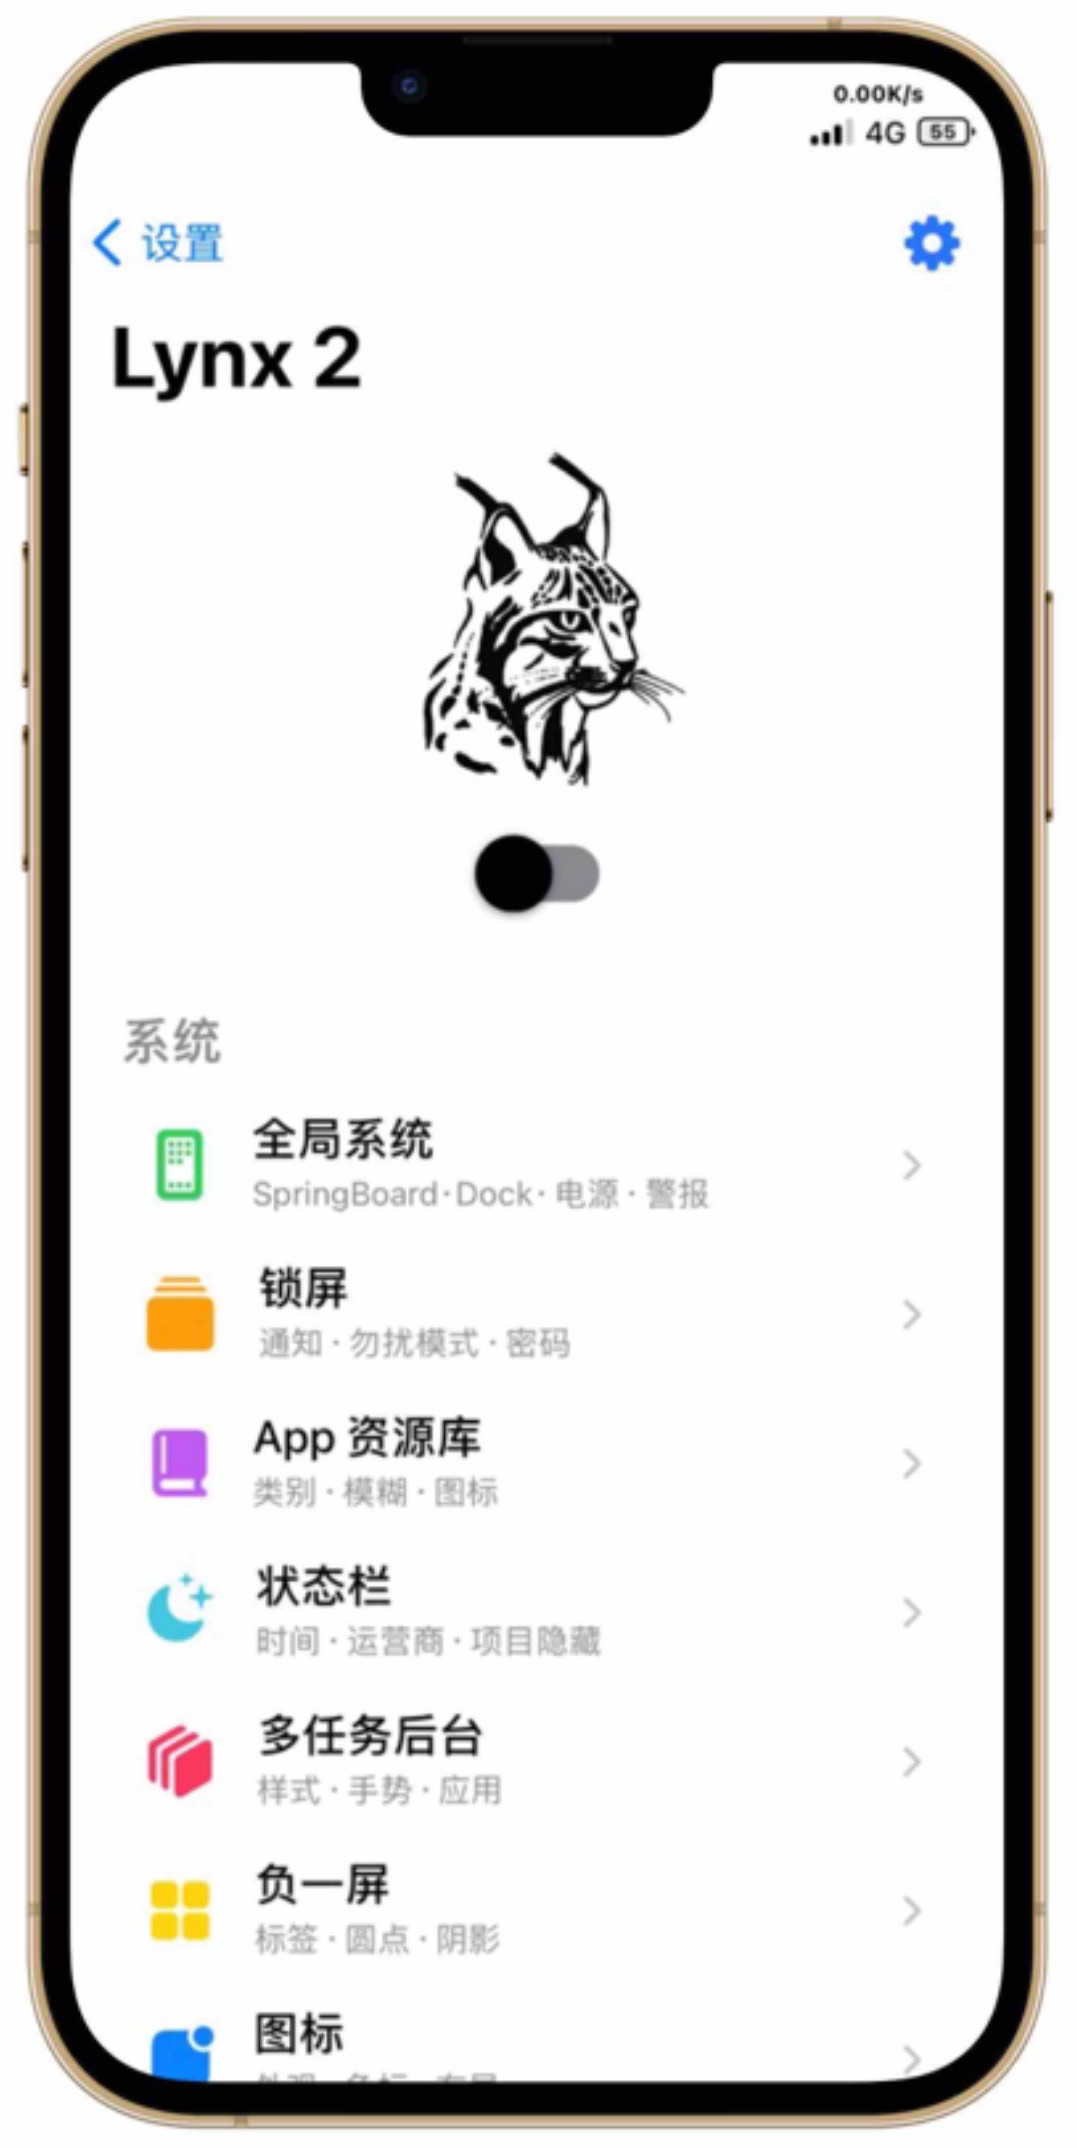 0.00K/s
4G 55
设置
Lynx 2
系统
全局系统
SpringBoard·Dock· 电源 · 警报
锁屏
通知 · 勿扰模式 · 密码
App 资源库
类别 · 模糊 · 图标
状态栏
时间 · 运营商 · 项目隐藏
多任务后台
样式 · 手势 · 应用
负一屏
标签 · 圆点 · 阴影
图标